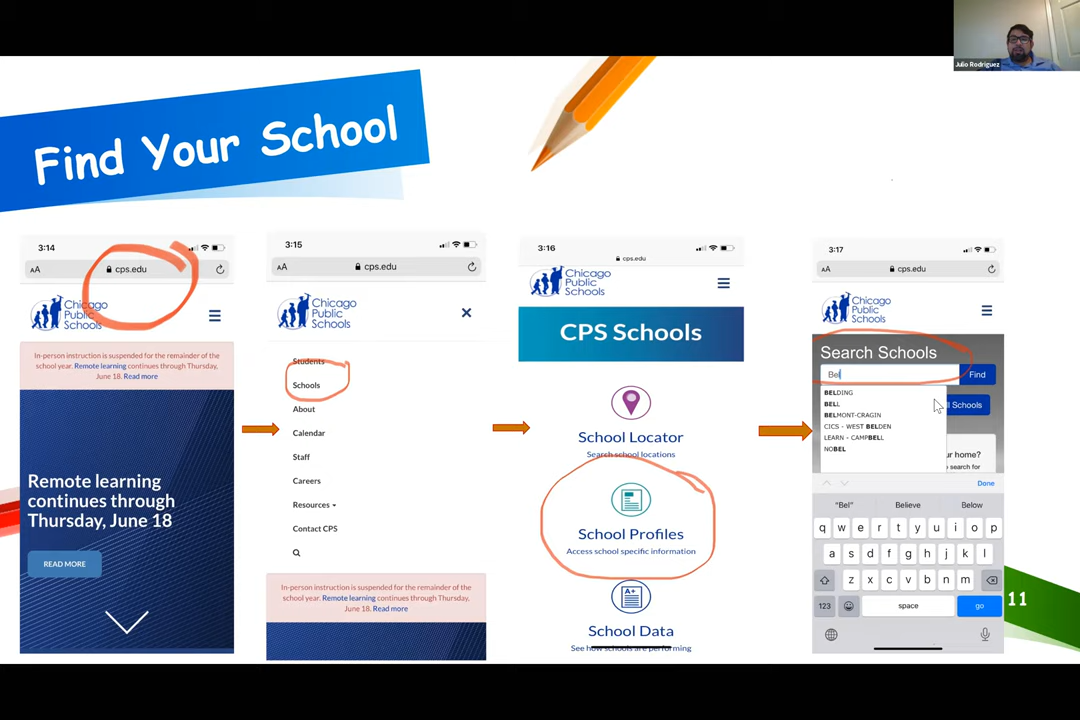 Julio Rodriguez
Find Your School
3:14
AA
cps.edu
Chicago
Public
Schools
In-person instruction is suspended for the remainder of the
school year. Remote learning continues through Thursday,
June 18. Read more
Remote learning
continues through
Thursday, June 18
READ MORE
3:15
AA
cps.edu
Chicago
Public
Schools
Students
Schools
About
Calendar
Staff
Careers
Resources
Contact CPS
In-person instruction is suspended for the remainder of the
school year. Remote learning continues through Thursday,
June 18. Read more
3:16
cps.edu
Chicago
Public
Schools
CPS Schools
School Locator
Search school locations
School Profiles
Access school specific information
A+
School Data
See how schools are performing
3:17
AA
cps.edu
Chicago
Public
Schools
Search Schools
Bel
Find
BELDING
BELL
BELMONT-CRAGIN
CICS - WEST BELDEN
LEARN - CAMPBELL
NOBEL
l Schools
ur home?
o search for
Done
"Bel" Believe Below
q w e r t y u i o p
a s d f g h j k l
z x c v b n m
123 space go
11